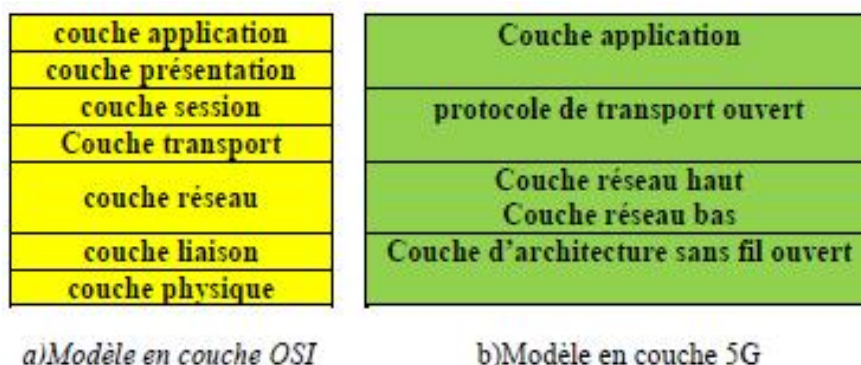 couche application
couche présentation
couche session
Couche transport
couche réseau
couche liaison
couche physique
a)Modèle en couche OSI
Couche application
protocole de transport ouvert
Couche réseau haut
Couche réseau bas
Couche d'architecture sans fil ouvert
b)Modèle en couche 5G